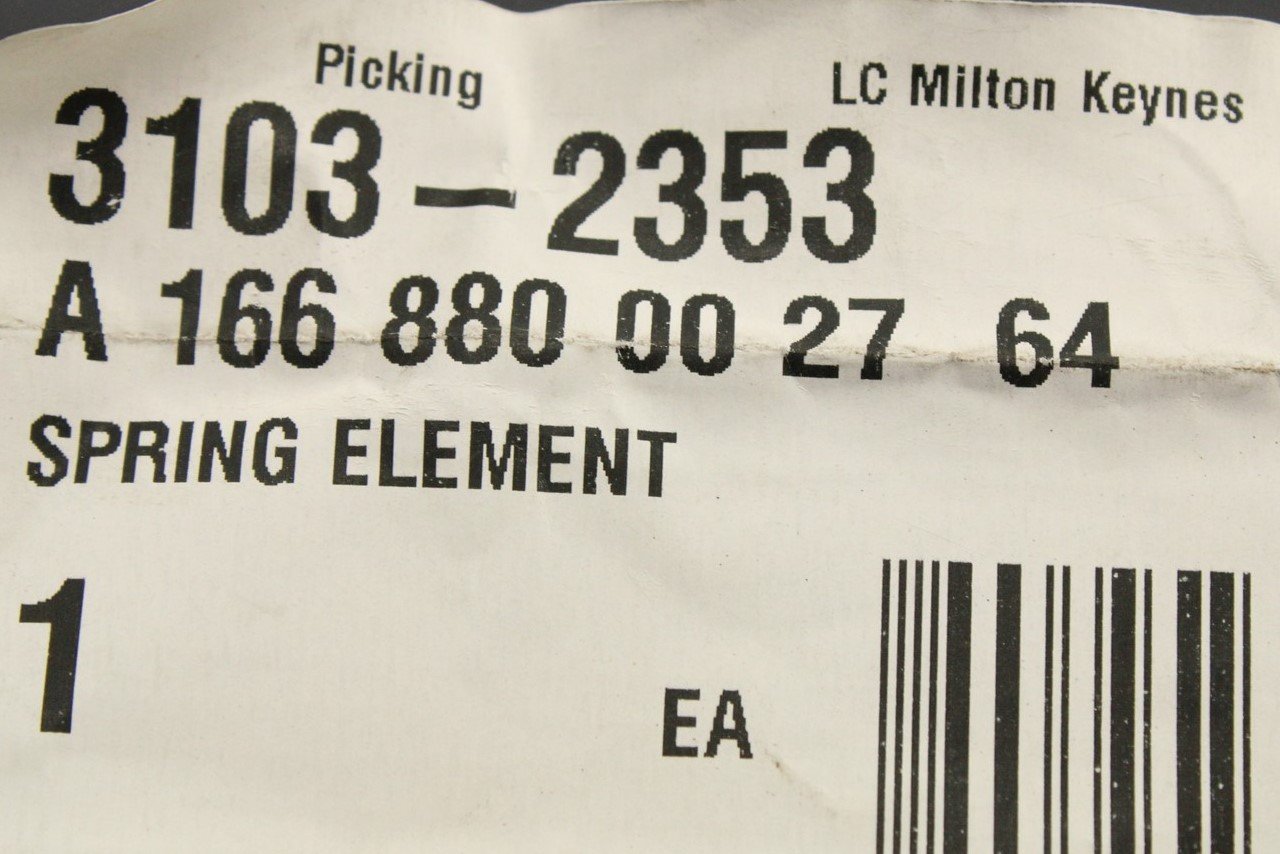 Picking LC Milton Keynes
3103-2353
A 166 880 00 27 64
SPRING ELEMENT
1
EA